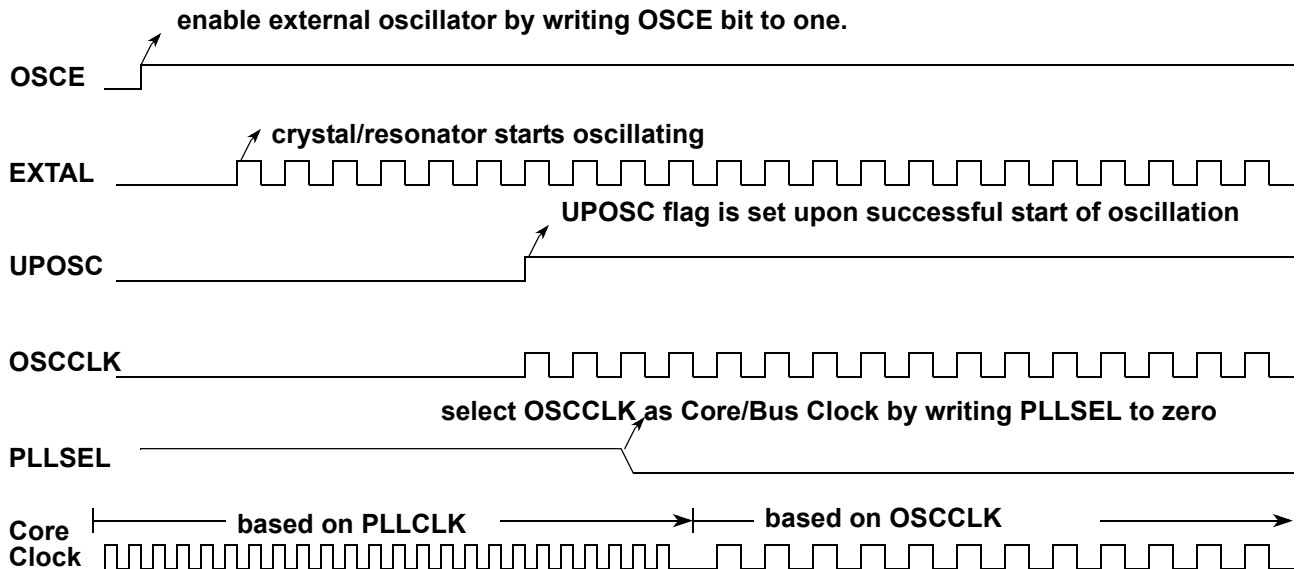 enable external oscillator by writing OSCE bit to one.
OSCE
crystal/resonator starts oscillating
EXTAL
UPOSC flag is set upon successful start of oscillation
UPOSC
OSCCLK
select OSCCLK as Core/Bus Clock by writing PLLSEL to zero
PLLSEL
based on PLLCLK
based on OSCCLK
Core
Clock